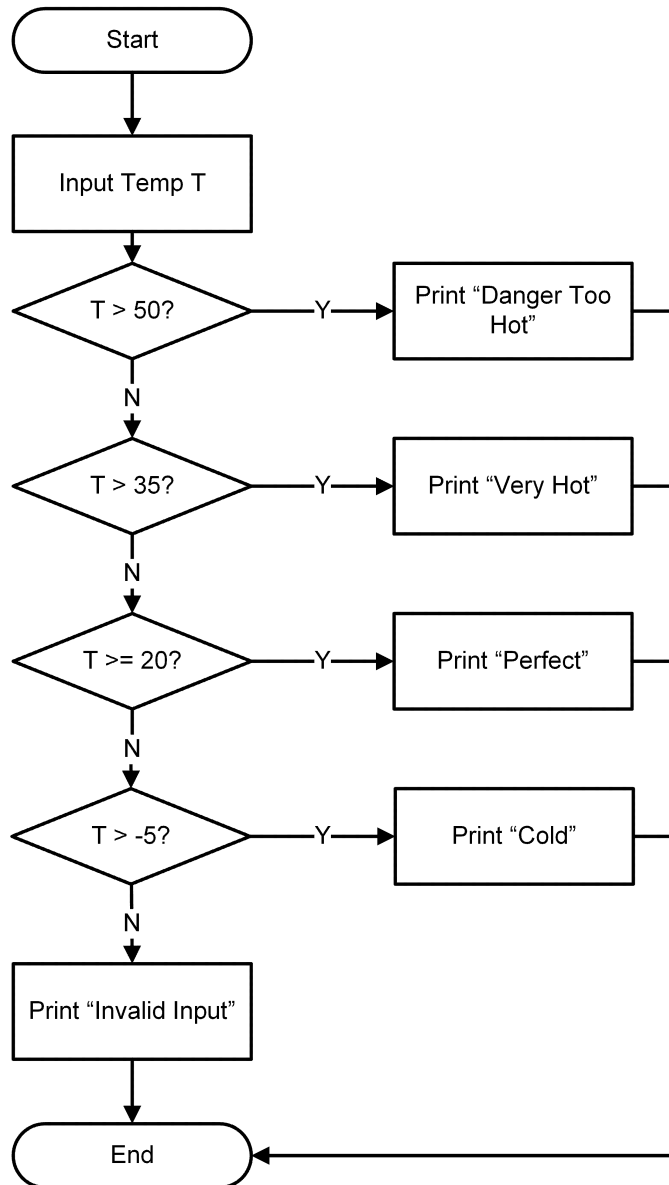 Start
Input Temp T
T > 50?
Y
Print “Danger Too
Hot”
N
T > 35?
Y
Print “Very Hot”
N
T >= 20?
Y
Print “Perfect”
N
T > -5?
Y
Print “Cold”
N
Print “Invalid Input”
End